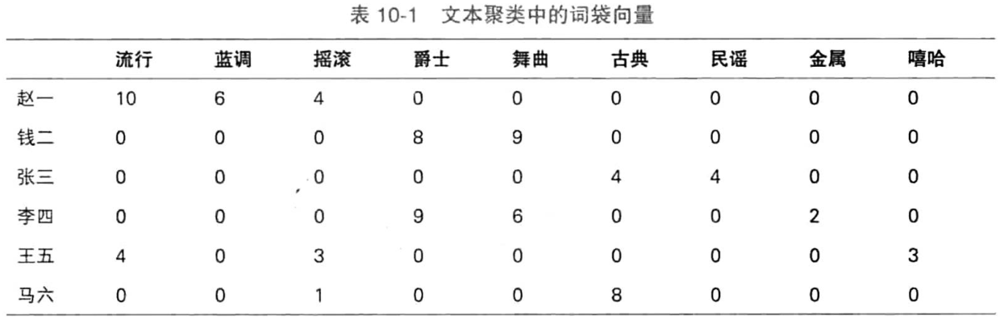 表 10-1 文本聚类中的词袋向量
流行 蓝调 摇滚 爵士 舞曲 古典 民谣 金属 嘻哈
赵一 10 6 4 0 0 0 0 0 0
钱二 0 0 0 8 9 0 0 0 0
张三 0 0 0 0 0 4 4 0 0
李四 0 0 0 9 6 0 0 2 0
王五 4 0 3 0 0 0 0 0 3
马六 0 0 1 0 0 8 0 0 0